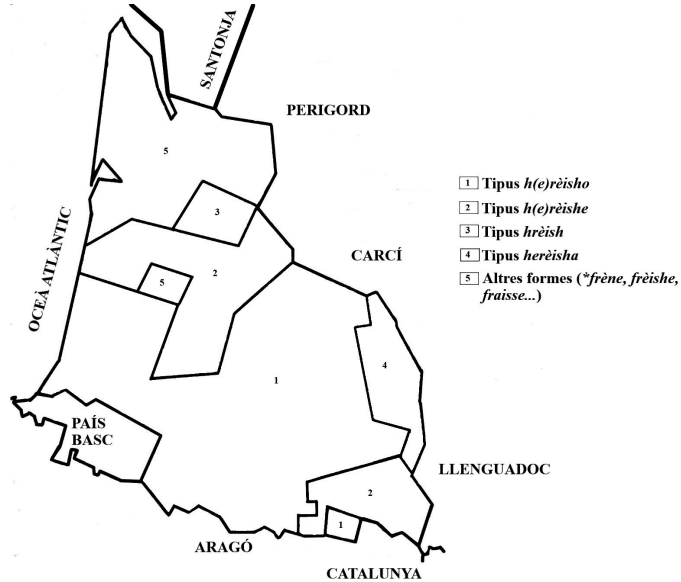 SANTONJA
PERIGORD
5
3
OCEÀ ATLÀNTIC
CARCÍ
2
5
4
1
PAÍS
BASC
LLENGUADOC
2
1
ARAGÓ
CATALUNYA
1 Tipus h(e)rèisho
2 Tipus h(e)rèishe
3 Tipus hrèish
4 Tipus herèisha
5 Altres formes (*frène, frèishe,
fraisse...)